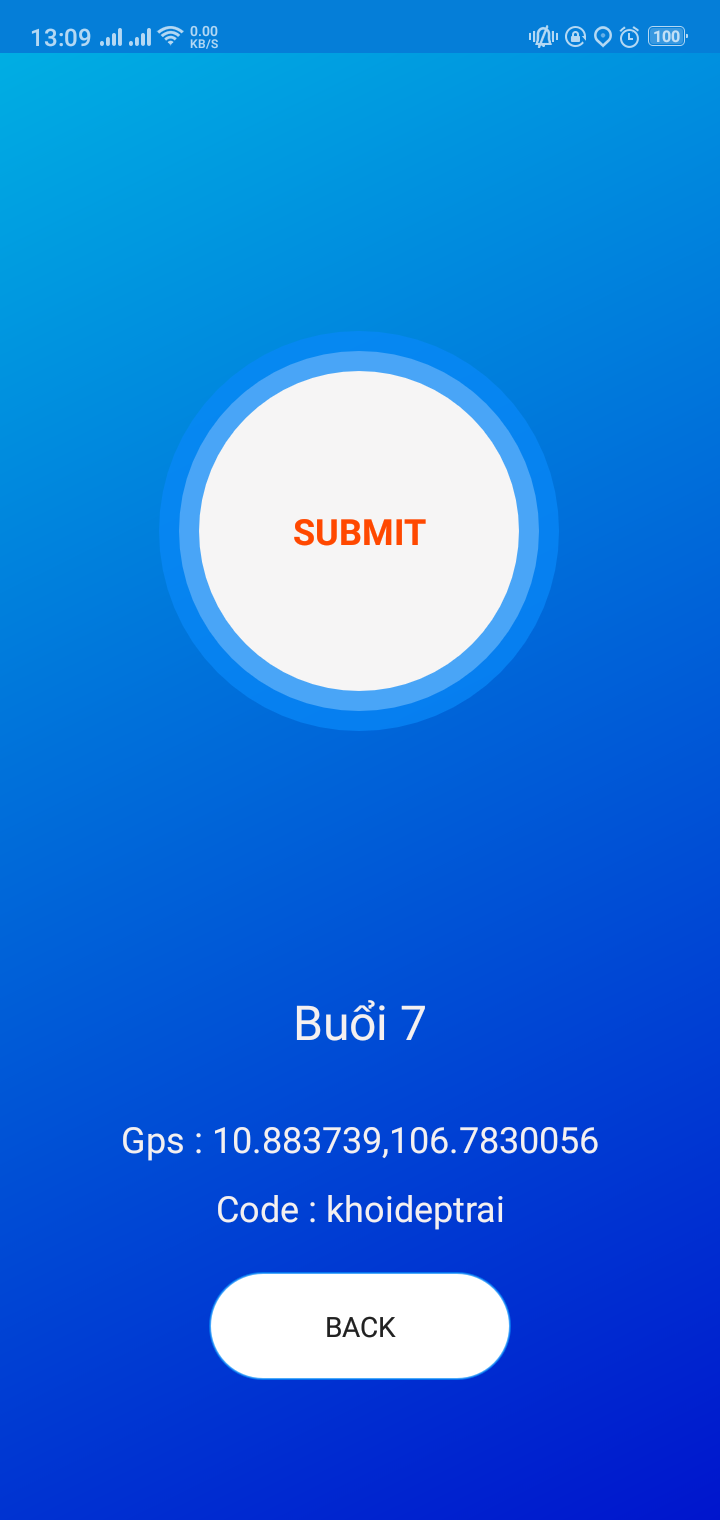 13:09 0.00 KB/S 100
SUBMIT
Buổi 7
Gps : 10.883739,106.7830056
Code : khoideptrai
BACK